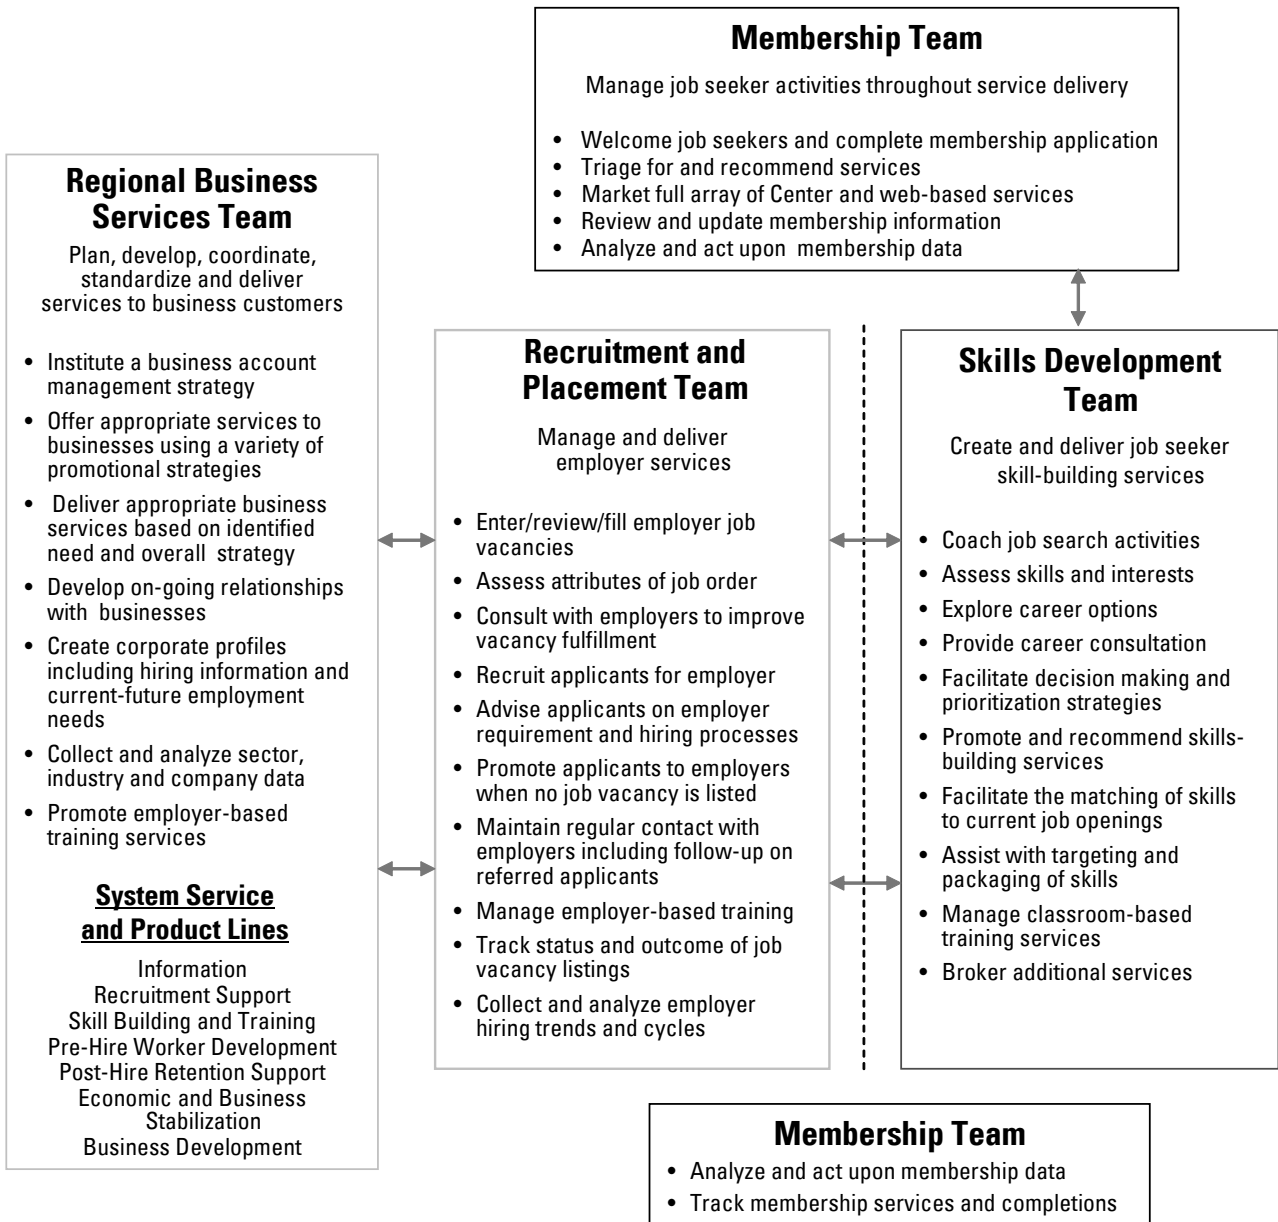 Membership Team
Manage job seeker activities throughout service delivery
• Welcome job seekers and complete membership application
• Triage for and recommend services
• Market full array of Center and web-based services
• Review and update membership information
• Analyze and act upon membership data
Regional Business
Services Team
Plan, develop, coordinate,
standardize and deliver
services to business customers
• Institute a business account
management strategy
• Offer appropriate services to
businesses using a variety of
promotional strategies
• Deliver appropriate business
services based on identified
need and overall strategy
• Develop on-going relationships
with businesses
• Create corporate profiles
including hiring information and
current-future employment
needs
• Collect and analyze sector,
industry and company data
• Promote employer-based
training services
System Service
and Product Lines
Information
Recruitment Support
Skill Building and Training
Pre-Hire Worker Development
Post-Hire Retention Support
Economic and Business
Stabilization
Business Development
Recruitment and
Placement Team
Manage and deliver
employer services
• Enter/review/fill employer job
vacancies
• Assess attributes of job order
• Consult with employers to improve
vacancy fulfillment
• Recruit applicants for employer
• Advise applicants on employer
requirement and hiring processes
• Promote applicants to employers
when no job vacancy is listed
• Maintain regular contact with
employers including follow-up on
referred applicants
• Manage employer-based training
• Track status and outcome of job
vacancy listings
• Collect and analyze employer
hiring trends and cycles
Skills Development
Team
Create and deliver job seeker
skill-building services
• Coach job search activities
• Assess skills and interests
• Explore career options
• Provide career consultation
• Facilitate decision making and
prioritization strategies
• Promote and recommend skills-
building services
• Facilitate the matching of skills
to current job openings
• Assist with targeting and
packaging of skills
• Manage classroom-based
training services
• Broker additional services
Membership Team
• Analyze and act upon membership data
• Track membership services and completions